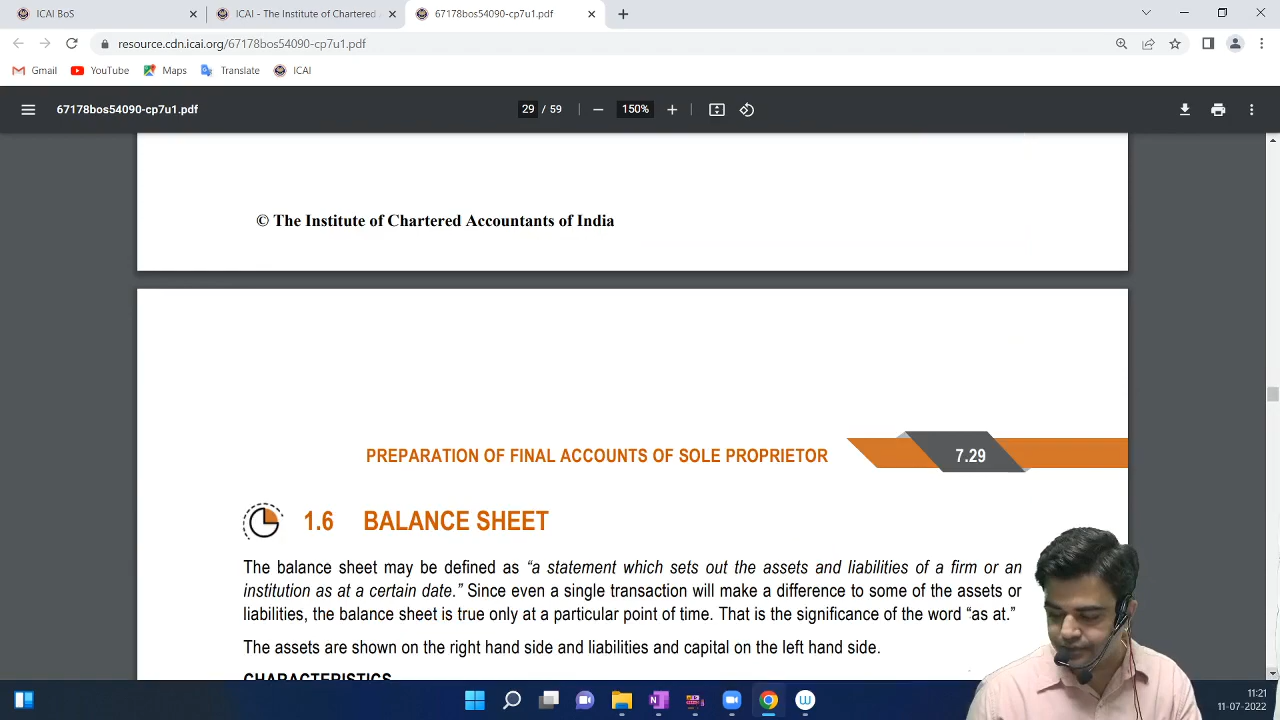 ICAI BoS
ICAI - The Institute of Chartered
67178bos54090-cp7u1.pdf
resource.cdn.icai.org/67178bos54090-cp7u1.pdf
Gmail
YouTube
Maps
Translate
ICAI
67178bos54090-cp7u1.pdf
29 / 59
150%
© The Institute of Chartered Accountants of India
PREPARATION OF FINAL ACCOUNTS OF SOLE PROPRIETOR
7.29
1.6 BALANCE SHEET
The balance sheet may be defined as “a statement which sets out the assets and liabilities of a firm or an
institution as at a certain date.” Since even a single transaction will make a difference to some of the assets or
liabilities, the balance sheet is true only at a particular point of time. That is the significance of the word “as at.”
The assets are shown on the right hand side and liabilities and capital on the left hand side.
CHARACTERISTICS
11:21
11-07-2022